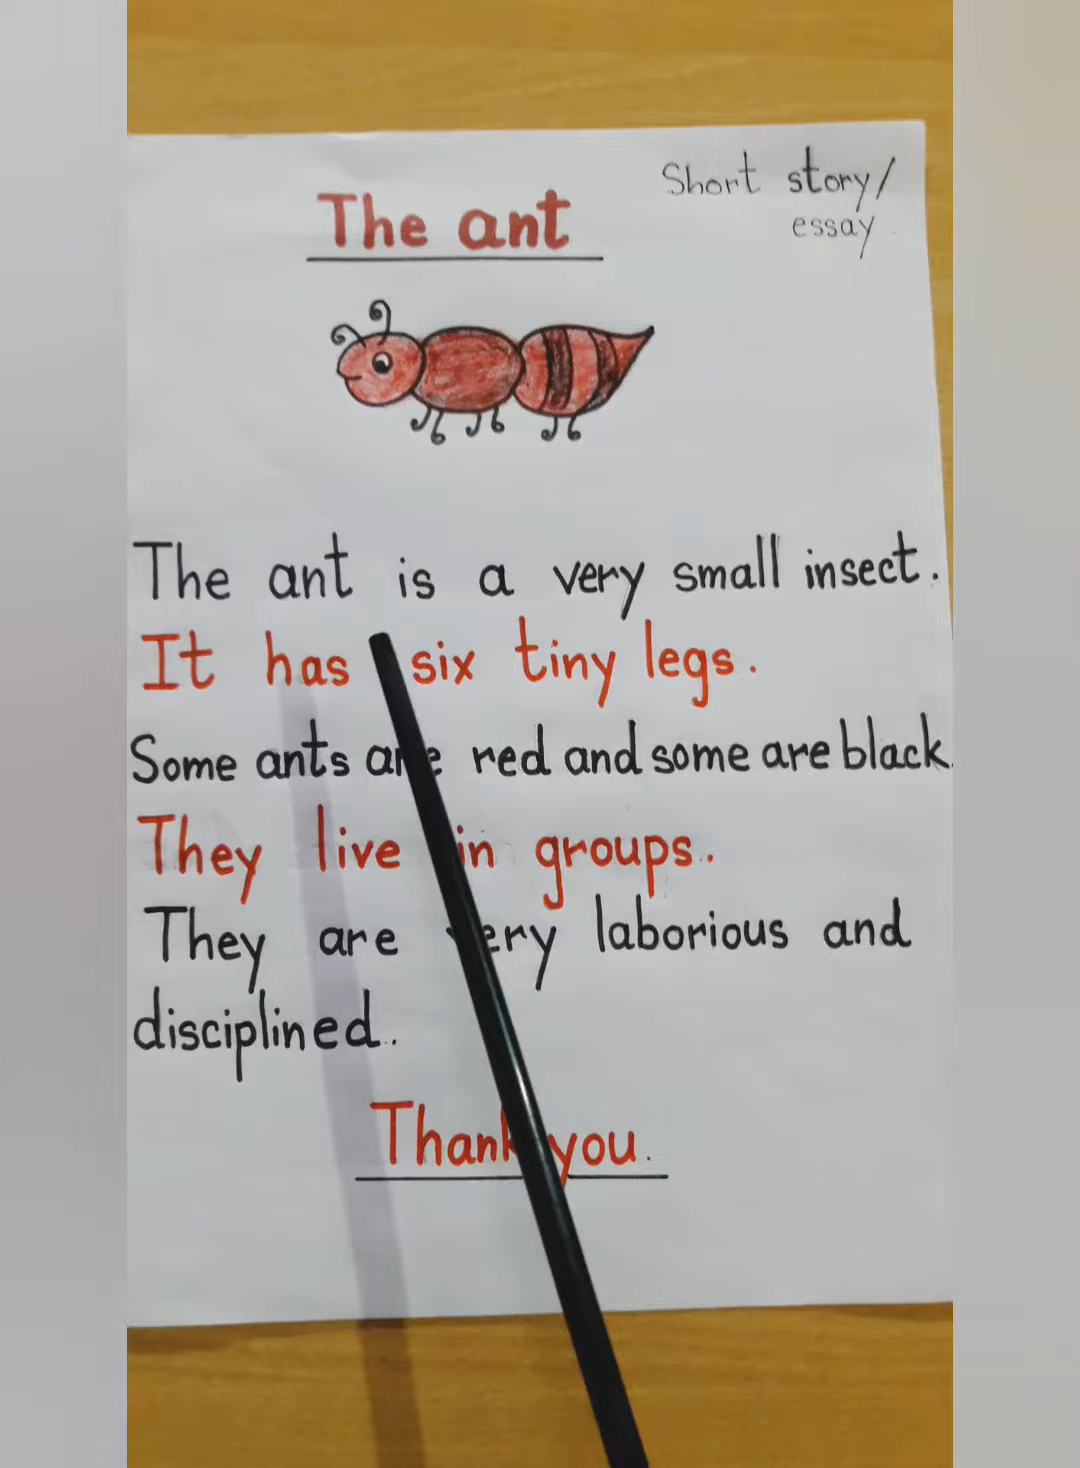 Short story/
essay
The ant
The ant is a very small insect.
It has six tiny legs.
Some ants are red and some are black.
They live in groups.
They are very laborious and
disciplined.
Thank you.